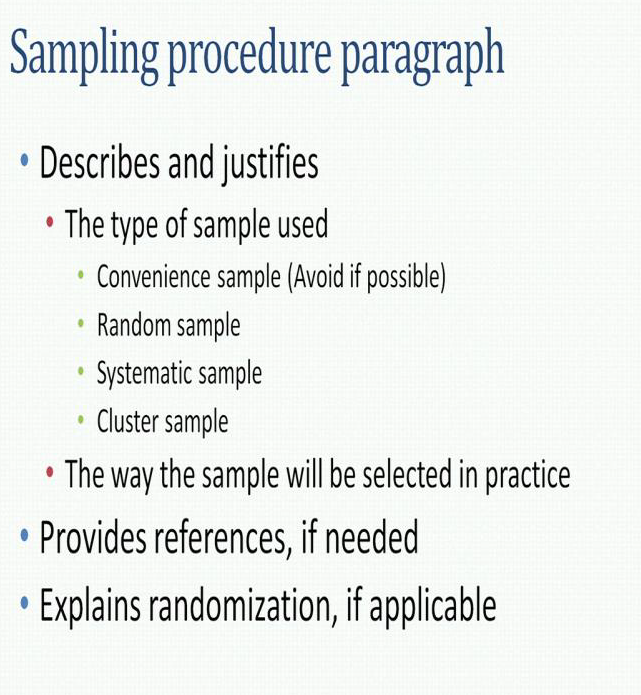 Sampling procedure paragraph
• Describes and justifies
• The type of sample used
• Convenience sample (Avoid if possible)
• Random sample
• Systematic sample
• Cluster sample
• The way the sample will be selected in practice
• Provides references, if needed
• Explains randomization, if applicable